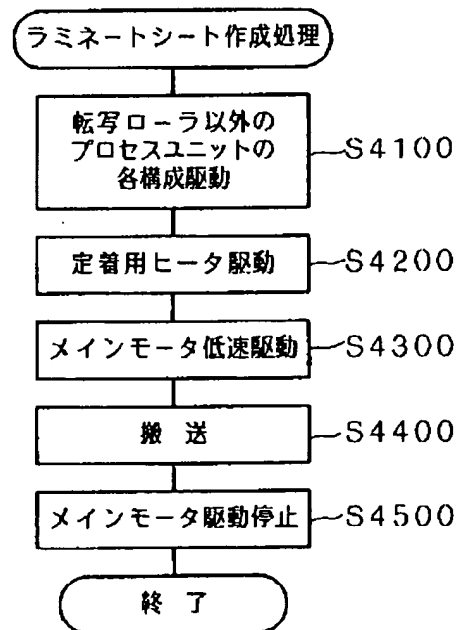 ラミネートシート作成処理
転写ローラ以外の
プロセスユニットの
各構成駆動
S4100
定着用ヒータ駆動
S4200
メインモータ低速駆動
S4300
搬 送
S4400
メインモータ駆動停止
S4500
終 了